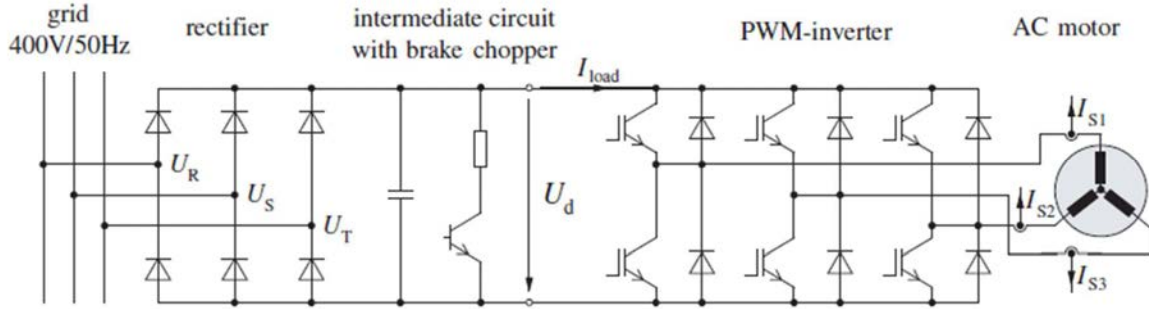 grid
400V/50Hz
rectifier
intermediate circuit
with brake chopper
PWM-inverter
AC motor
I_load
I_S1
U_R
U_S
U_d
I_S2
U_T
I_S3